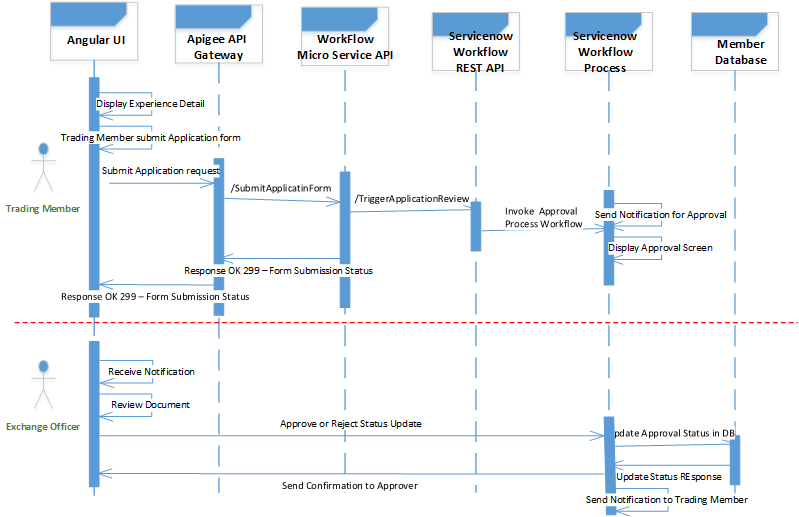 Angular UI
Apigee API
Gateway
WorkFlow
Micro Service API
Servicenow
Workflow
REST API
Servicenow
Workflow
Process
Member
Database
Display Experience Detail
Trading Member submit Application form
Submit Application request
/SubmitApplicatinForm
/TriggerApplicationReview
Invoke Approval
Process Workflow
Send Notification for Approval
Display Approval Screen
Trading Member
Response OK 299 – Form Submission Status
Response OK 299 – Form Submission Status
Receive Notification
Review Document
Exchange Officer
Approve or Reject Status Update
pdate Approval Status in DB
Update Status REsponse
Send Confirmation to Approver
Send Notification to Trading Member